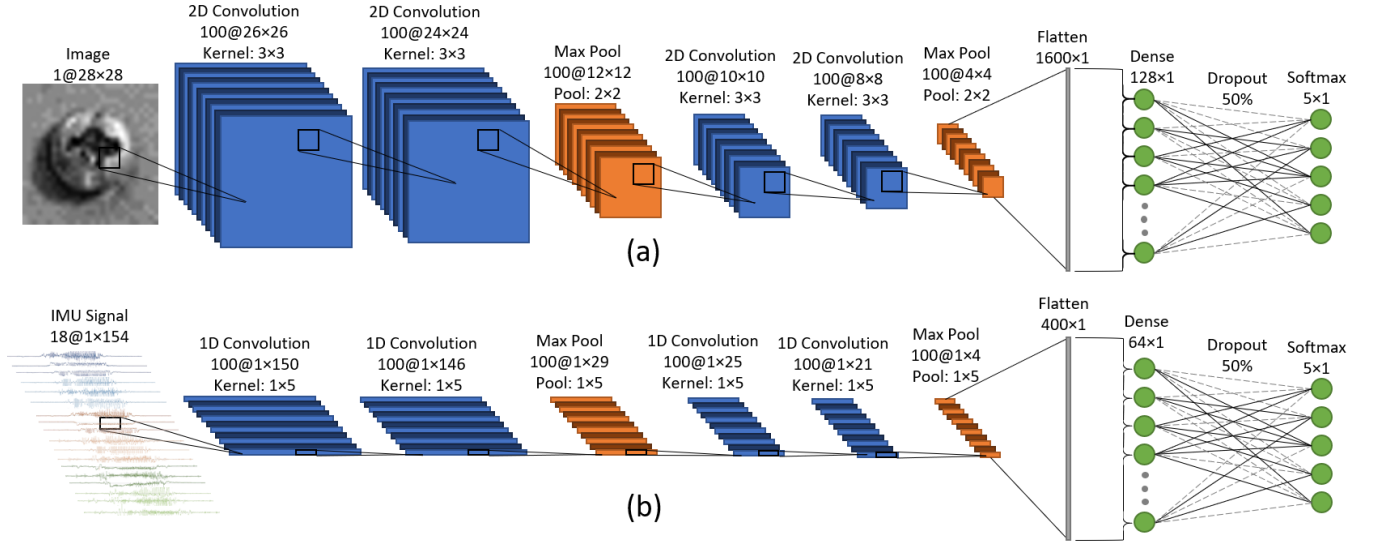 Image
1@28×28
2D Convolution
100@26×26
Kernel: 3×3
2D Convolution
100@24×24
Kernel: 3×3
Max Pool
100@12×12
Pool: 2×2
2D Convolution
100@10×10
Kernel: 3×3
2D Convolution
100@8×8
Kernel: 3×3
Max Pool
100@4×4
Pool: 2×2
Flatten
1600×1
Dense
128×1
Dropout
50%
Softmax
5×1
(a)
IMU Signal
18@1×154
1D Convolution
100@1×150
Kernel: 1×5
1D Convolution
100@1×146
Kernel: 1×5
Max Pool
100@1×29
Pool: 1×5
1D Convolution
100@1×25
Kernel: 1×5
1D Convolution
100@1×21
Kernel: 1×5
Max Pool
100@1×4
Pool: 1×5
Flatten
400×1
Dense
64×1
Dropout
50%
Softmax
5×1
(b)